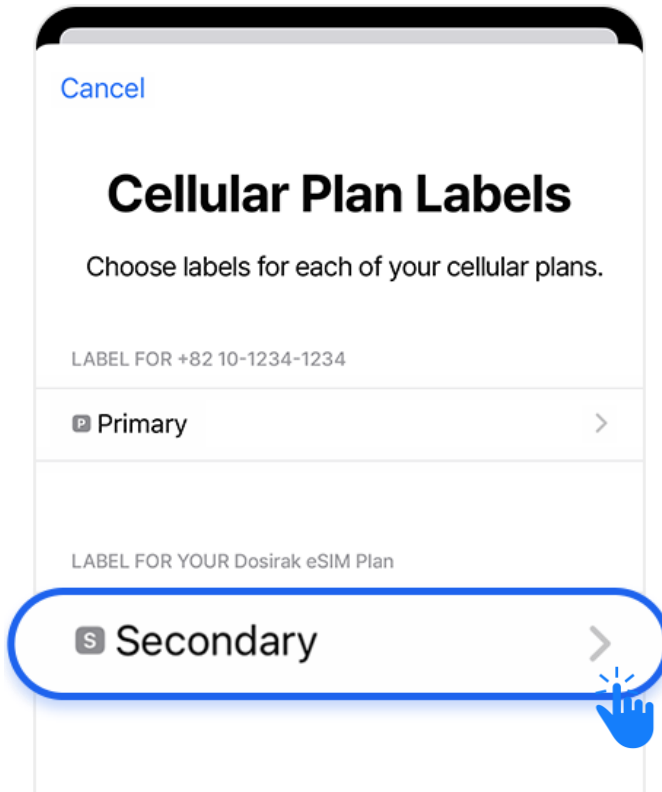 Cancel
Cellular Plan Labels
Choose labels for each of your cellular plans.
LABEL FOR +82 10-1234-1234
P Primary
LABEL FOR YOUR Dosirak eSIM Plan
S Secondary